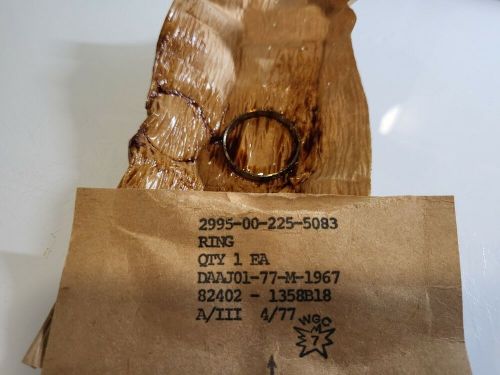 2995-00-225-5083
RING
QTY 1 EA
DAAJ01-77-M-1967
82402 - 1358B18
A/III 4/77
WGC
M
7